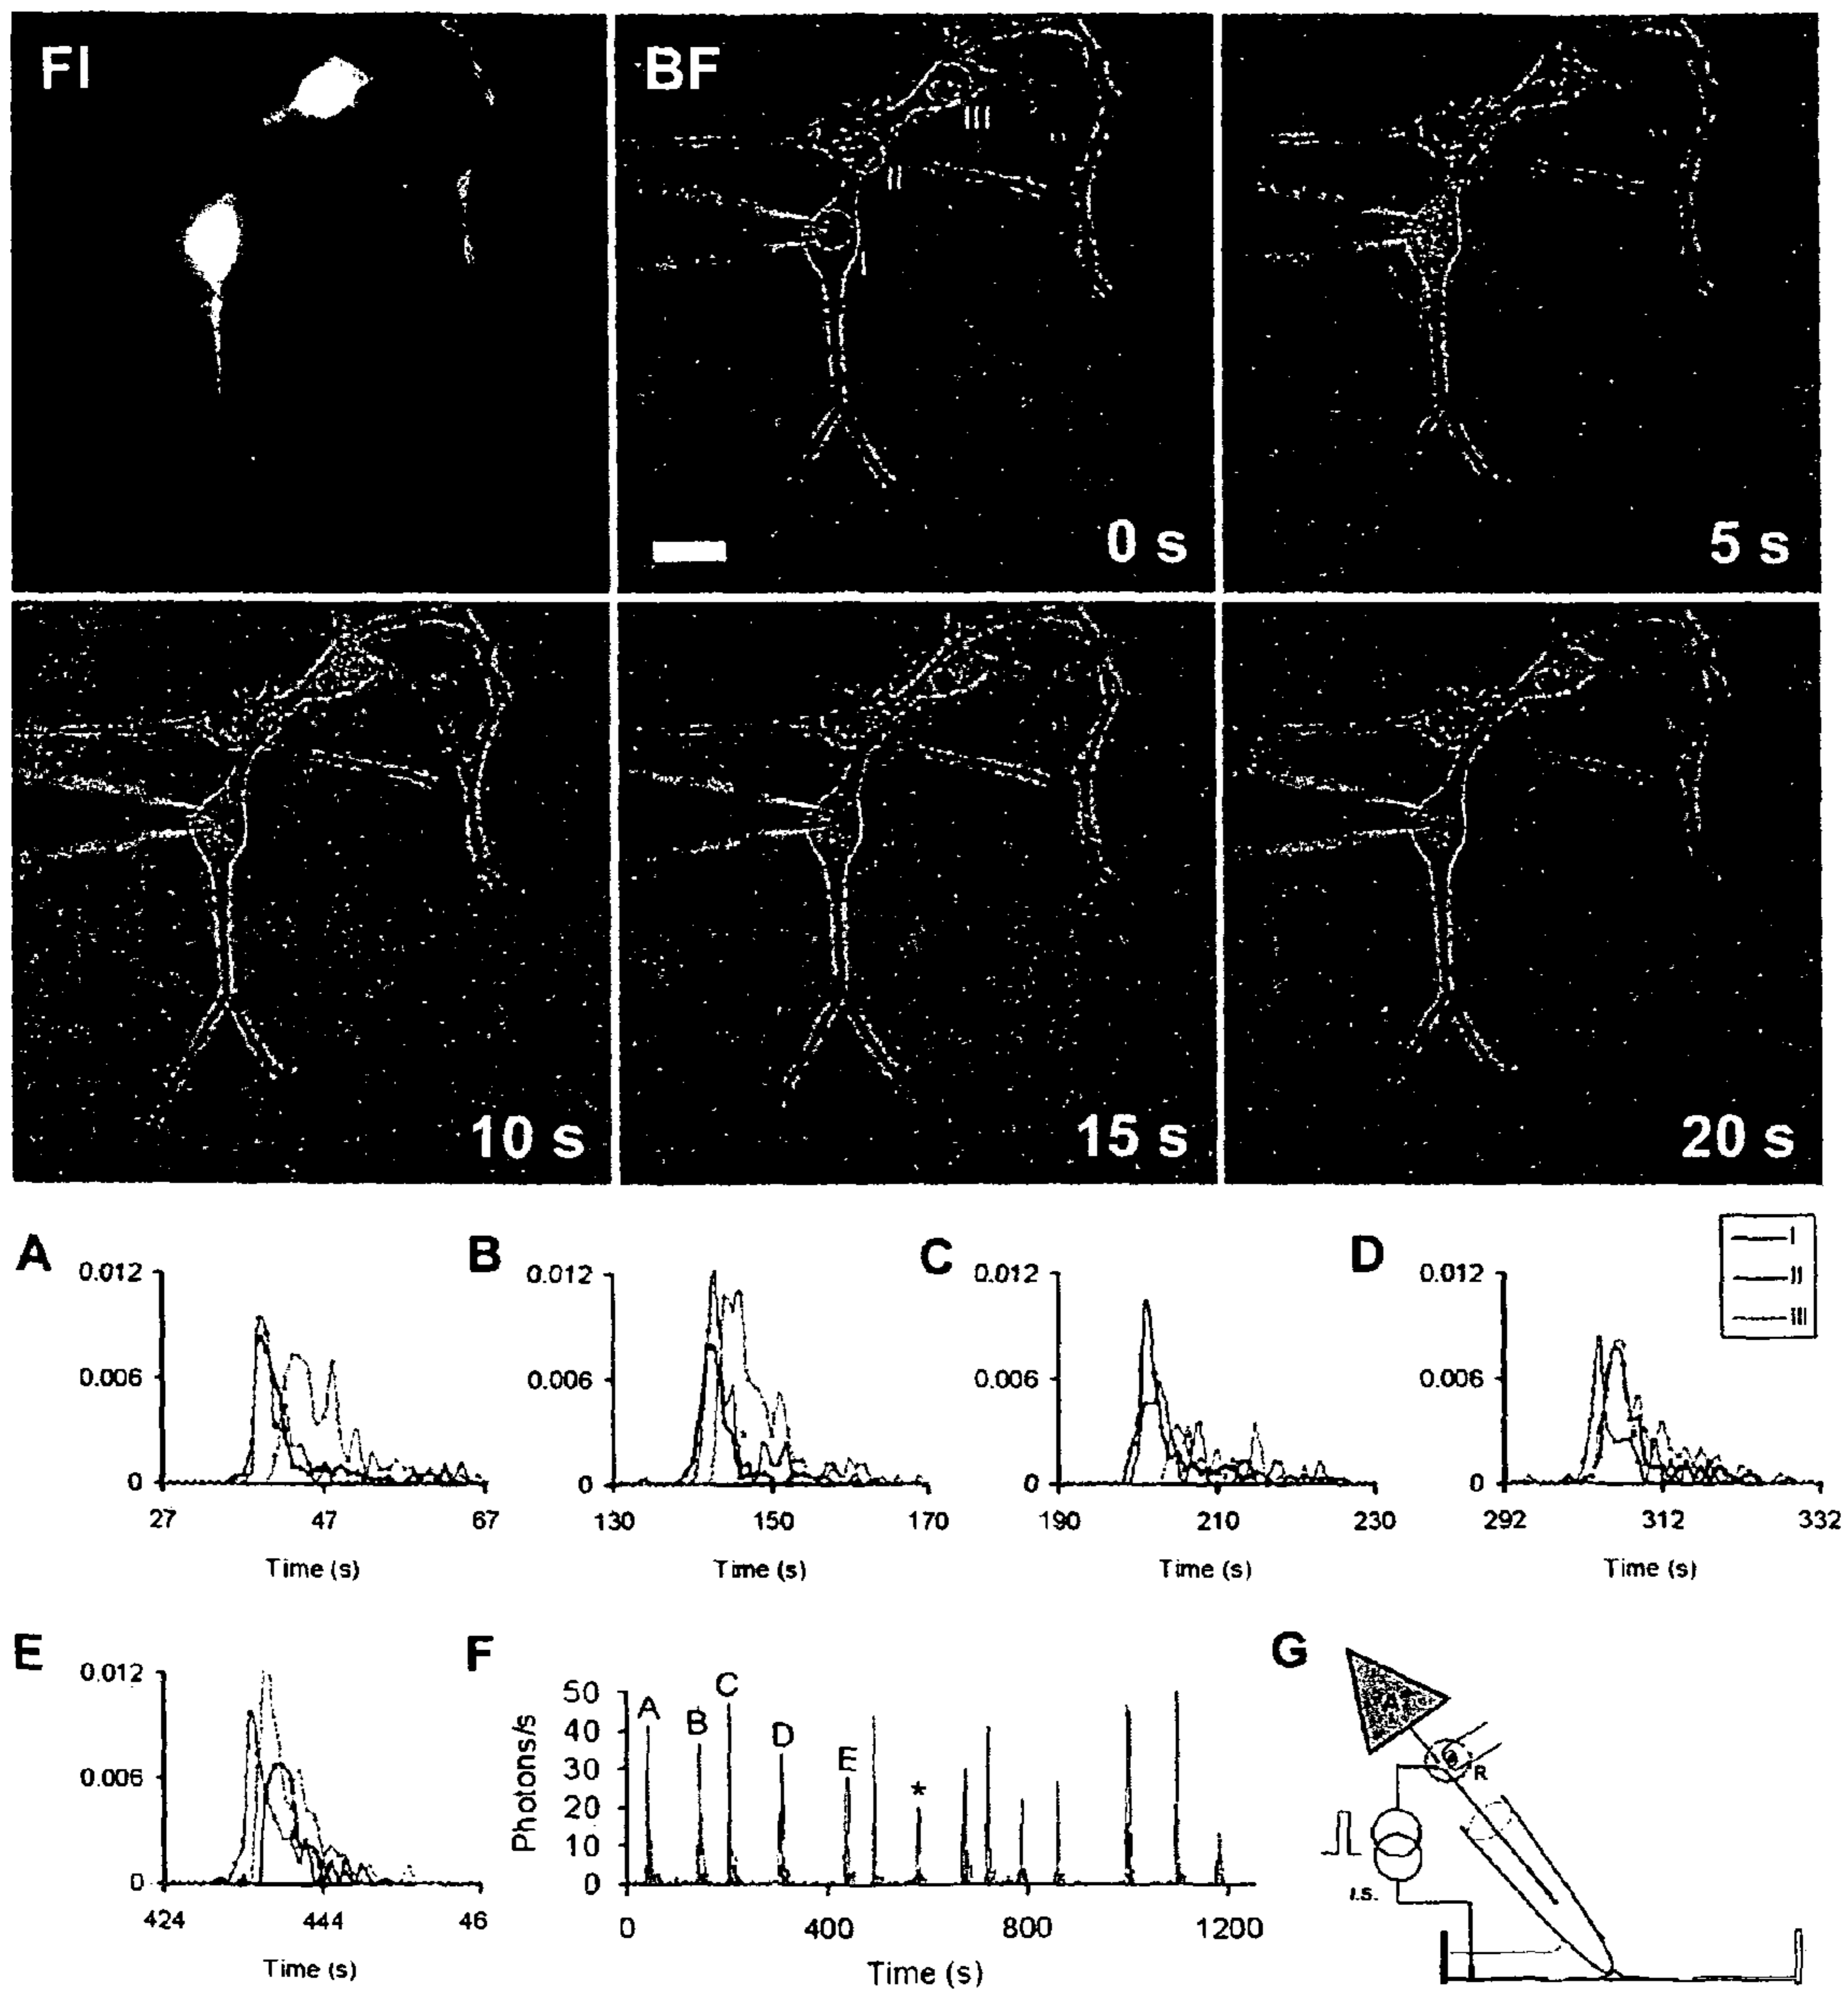 FI
BF
III
II
I
0 s
5 s
10 s
15 s
20 s
A
0.012
0.006
0
27 47 67
Time (s)
B
0.012
0.006
0
130 150 170
Time (s)
C
0.012
0.006
0
190 210 230
Time (s)
D
0.012
0.006
0
292 312 332
Time (s)
I
II
III
E
0.012
0.006
0
424 444 46
Time (s)
F
Photons/s
50
40
30
20
10
0
A
B
C
D
E
*
0 400 800 1200
Time (s)
G
R
I.S.